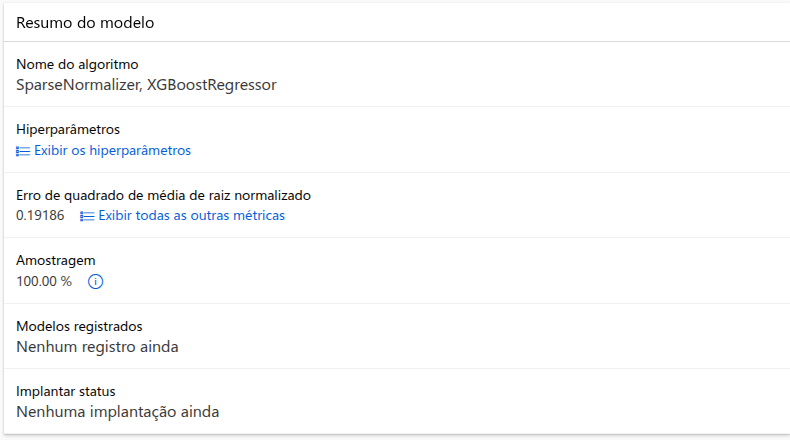 Resumo do modelo
Nome do algoritmo
SparseNormalizer, XGBoostRegressor
Hiperparâmetros
Exibir os hiperparâmetros
Erro de quadrado de média de raiz normalizado
0.19186 Exibir todas as outras métricas
Amostragem
100.00 %
Modelos registrados
Nenhum registro ainda
Implantar status
Nenhuma implantação ainda